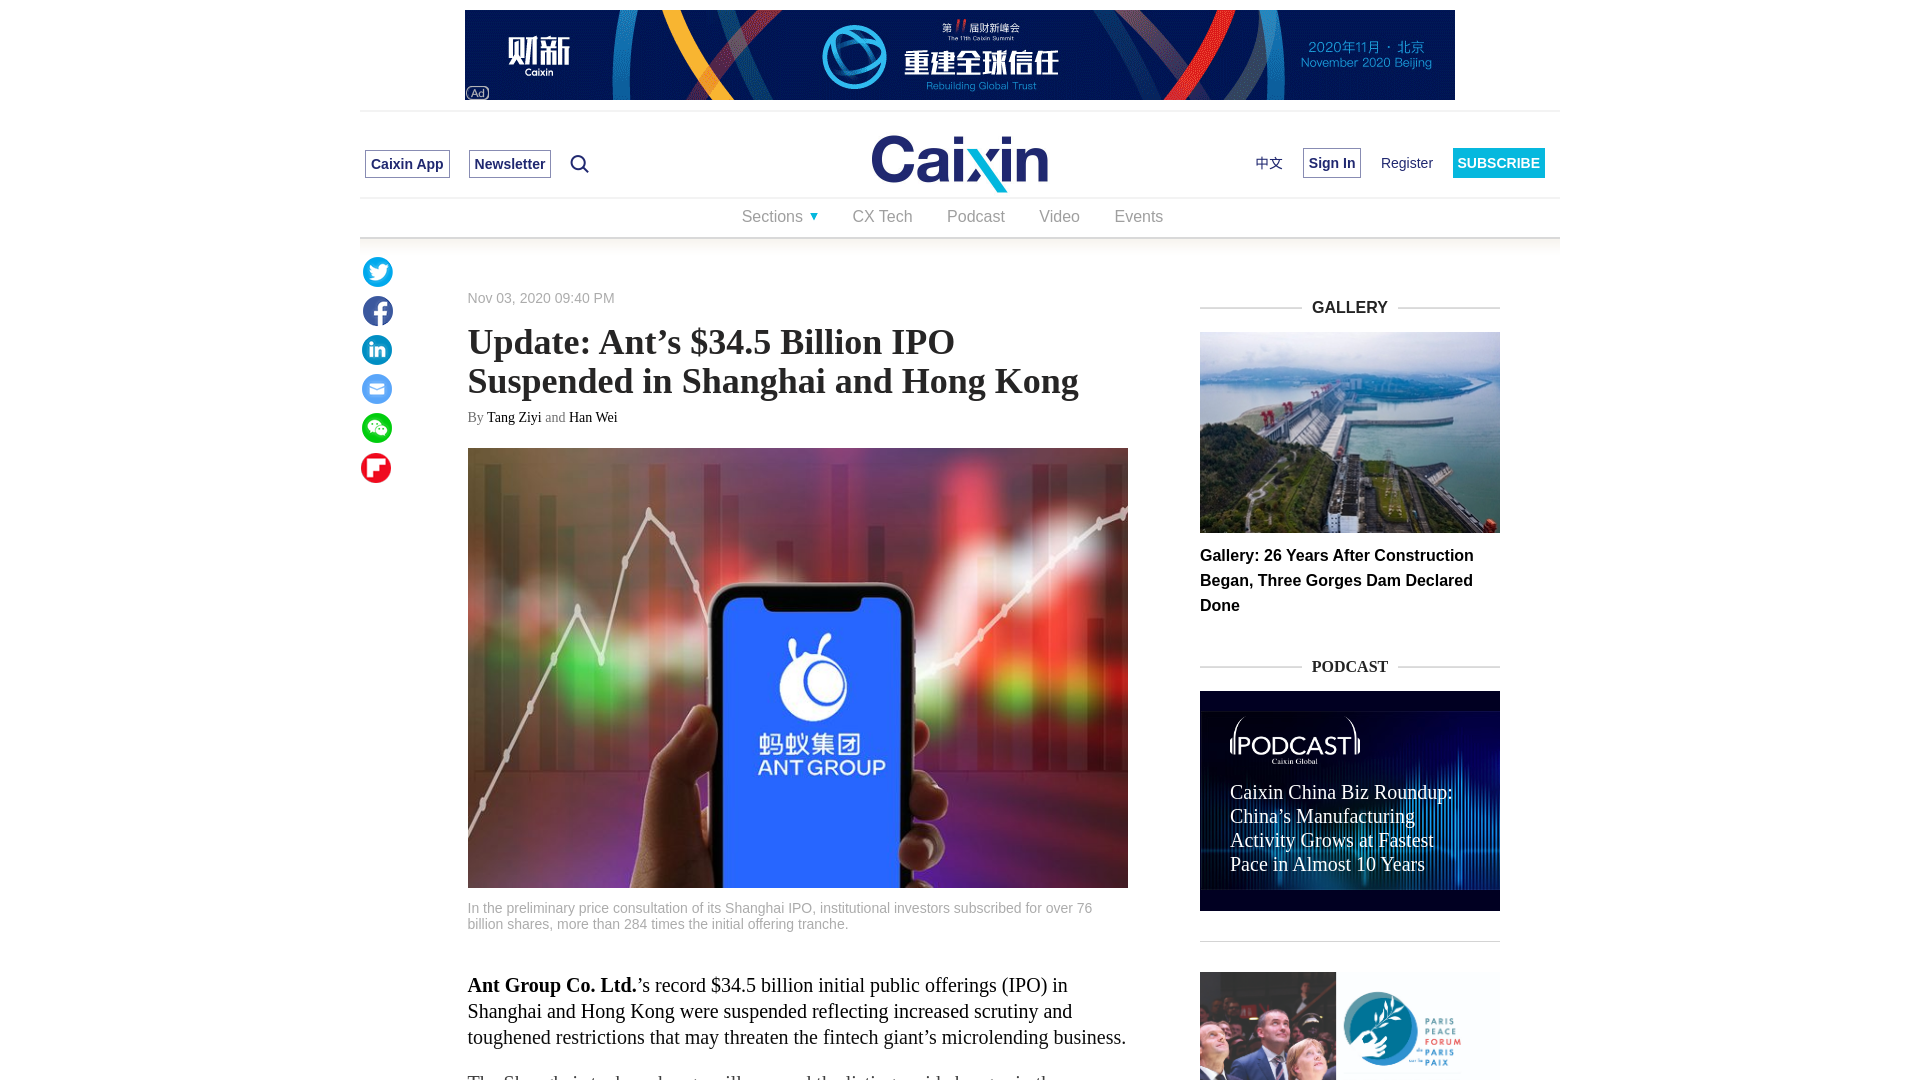 财新
Caixin
第11届财新峰会
The 11th Caixin Summit
重建全球信任
Rebuilding Global Trust
2020年11月 · 北京
November 2020 Beijing
Ad
Caixin App
Newsletter
Caixin
中文
Sign In
Register
SUBSCRIBE
Sections ▼
CX Tech
Podcast
Video
Events
Nov 03, 2020 09:40 PM
Update: Ant’s $34.5 Billion IPO
Suspended in Shanghai and Hong Kong
By Tang Ziyi and Han Wei
蚂蚁集团
ANT GROUP
In the preliminary price consultation of its Shanghai IPO, institutional investors subscribed for over 76
billion shares, more than 284 times the initial offering tranche.
Ant Group Co. Ltd.’s record $34.5 billion initial public offerings (IPO) in
Shanghai and Hong Kong were suspended reflecting increased scrutiny and
toughened restrictions that may threaten the fintech giant’s microlending business.
GALLERY
Gallery: 26 Years After Construction
Began, Three Gorges Dam Declared
Done
PODCAST
PODCAST
Caixin Global
Caixin China Biz Roundup:
China’s Manufacturing
Activity Grows at Fastest
Pace in Almost 10 Years
PARIS
PEACE
FORUM
PARIS
PAIX